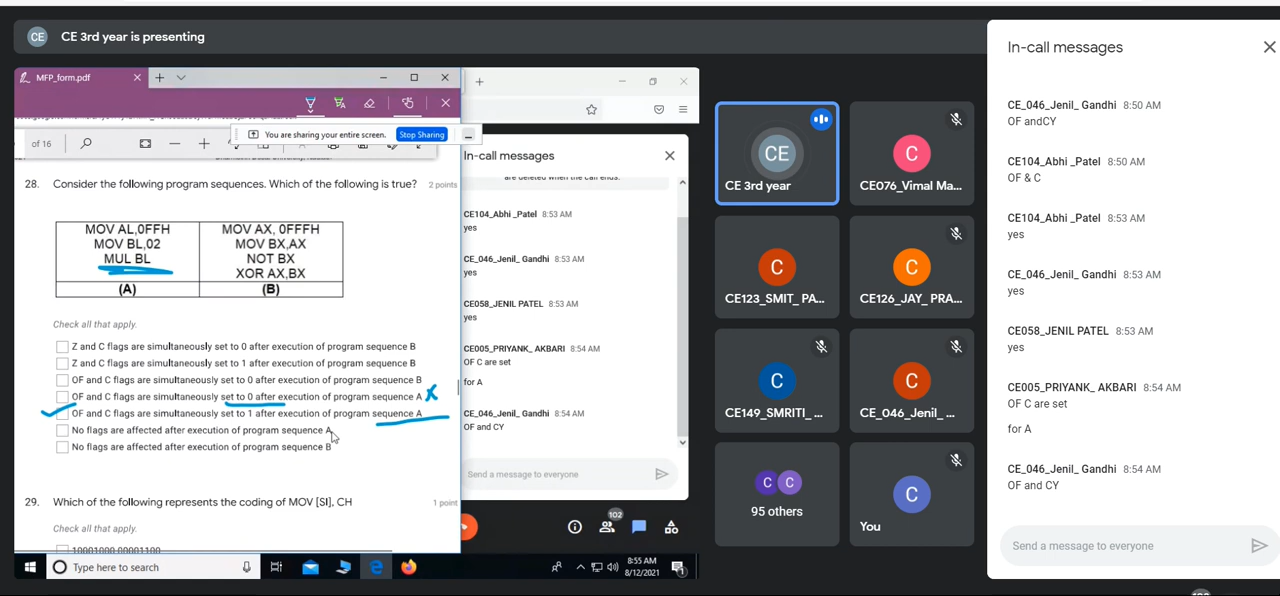 CE CE 3rd year is presenting
MFP_form.pdf
of 16
You are sharing your entire screen. Stop Sharing
28. Consider the following program sequences. Which of the following is true? 2 points
MOV AL,0FFH
MOV BL,02
MUL BL
(A)
MOV AX, 0FFFH
MOV BX,AX
NOT BX
XOR AX,BX
(B)
Check all that apply.
Z and C flags are simultaneously set to 0 after execution of program sequence B
Z and C flags are simultaneously set to 1 after execution of program sequence B
OF and C flags are simultaneously set to 0 after execution of program sequence B
OF and C flags are simultaneously set to 0 after execution of program sequence A
OF and C flags are simultaneously set to 1 after execution of program sequence A
No flags are affected after execution of program sequence A
No flags are affected after execution of program sequence B
29. Which of the following represents the coding of MOV [SI], CH 1 point
Check all that apply.
10001000 00001100
Type here to search
8:55 AM
8/12/2021
In-call messages
are deleted when the call ends.
CE104_Abhi _Patel 8:53 AM
yes
CE_046_Jenil_ Gandhi 8:53 AM
yes
CE058_JENIL PATEL 8:53 AM
yes
CE005_PRIYANK_ AKBARI 8:54 AM
OF C are set
for A
CE_046_Jenil_ Gandhi 8:54 AM
OF and CY
Send a message to everyone
102
CE
CE 3rd year
C
CE076_Vimal Ma...
C
CE123_SMIT_ PA...
C
CE126_JAY_ PRA...
C
CE149_SMRITI_ ...
C
CE_046_Jenil_ ...
C C
95 others
C
You
In-call messages
CE_046_Jenil_ Gandhi 8:50 AM
OF andCY
CE104_Abhi _Patel 8:50 AM
OF & C
CE104_Abhi _Patel 8:53 AM
yes
CE_046_Jenil_ Gandhi 8:53 AM
yes
CE058_JENIL PATEL 8:53 AM
yes
CE005_PRIYANK_ AKBARI 8:54 AM
OF C are set
for A
CE_046_Jenil_ Gandhi 8:54 AM
OF and CY
Send a message to everyone